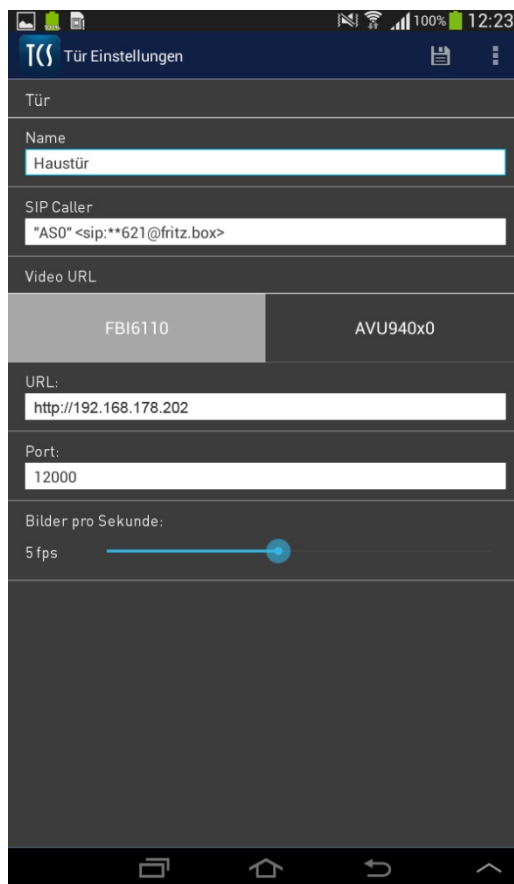 100% 12:23
TCS Tür Einstellungen
Tür
Name
Haustür
SIP Caller
"AS0" <sip:**621@fritz.box>
Video URL
FBI6110 AVU940x0
URL:
http://192.168.178.202
Port:
12000
Bilder pro Sekunde:
5 fps